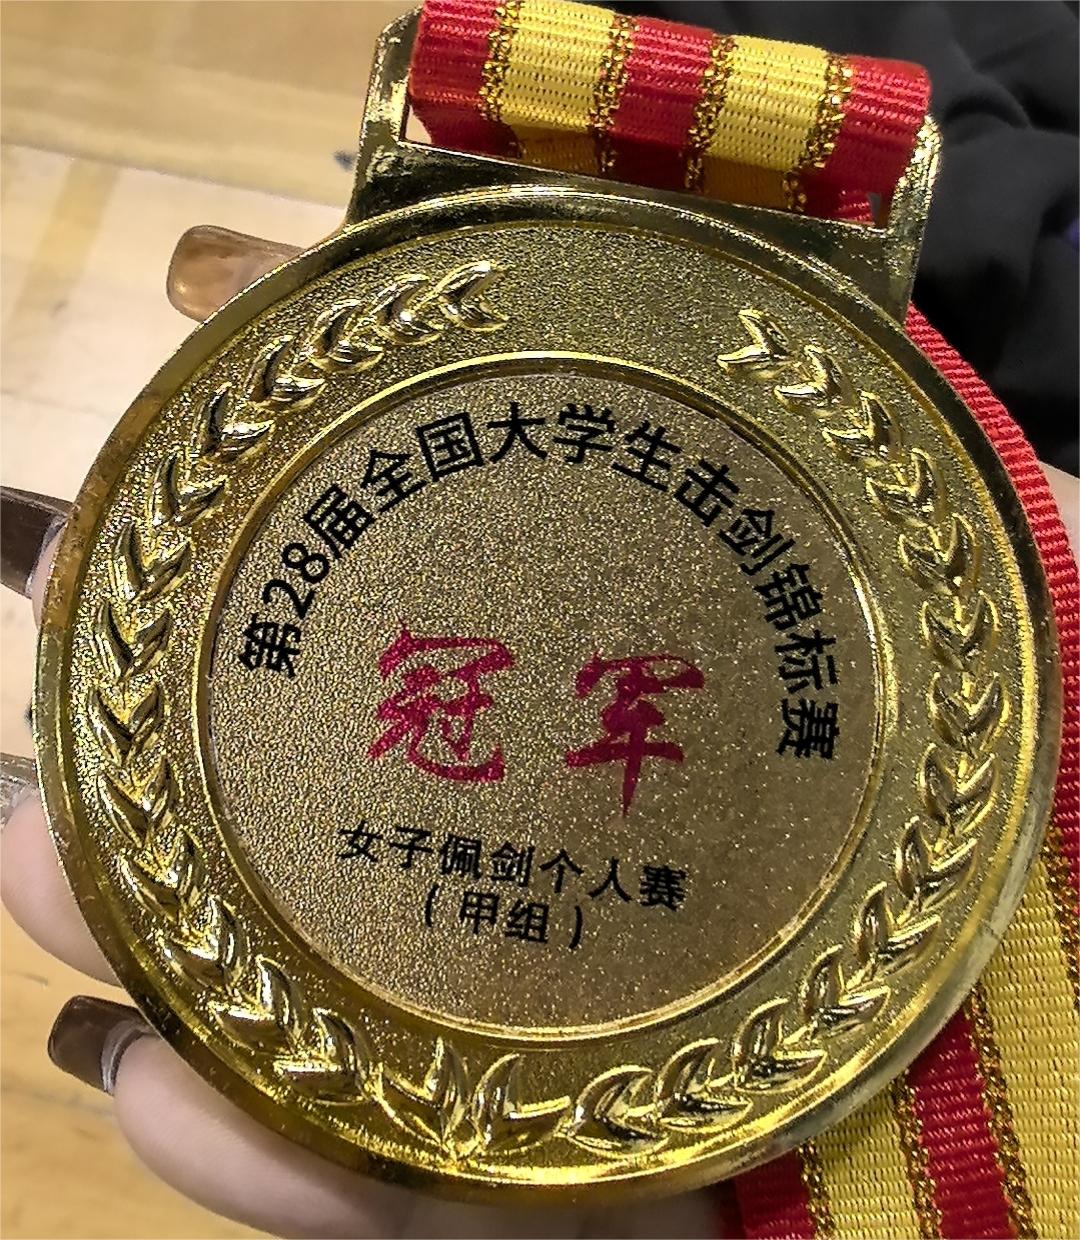 第28届全国大学生击剑锦标赛
冠军
女子佩剑个人赛
(甲组)